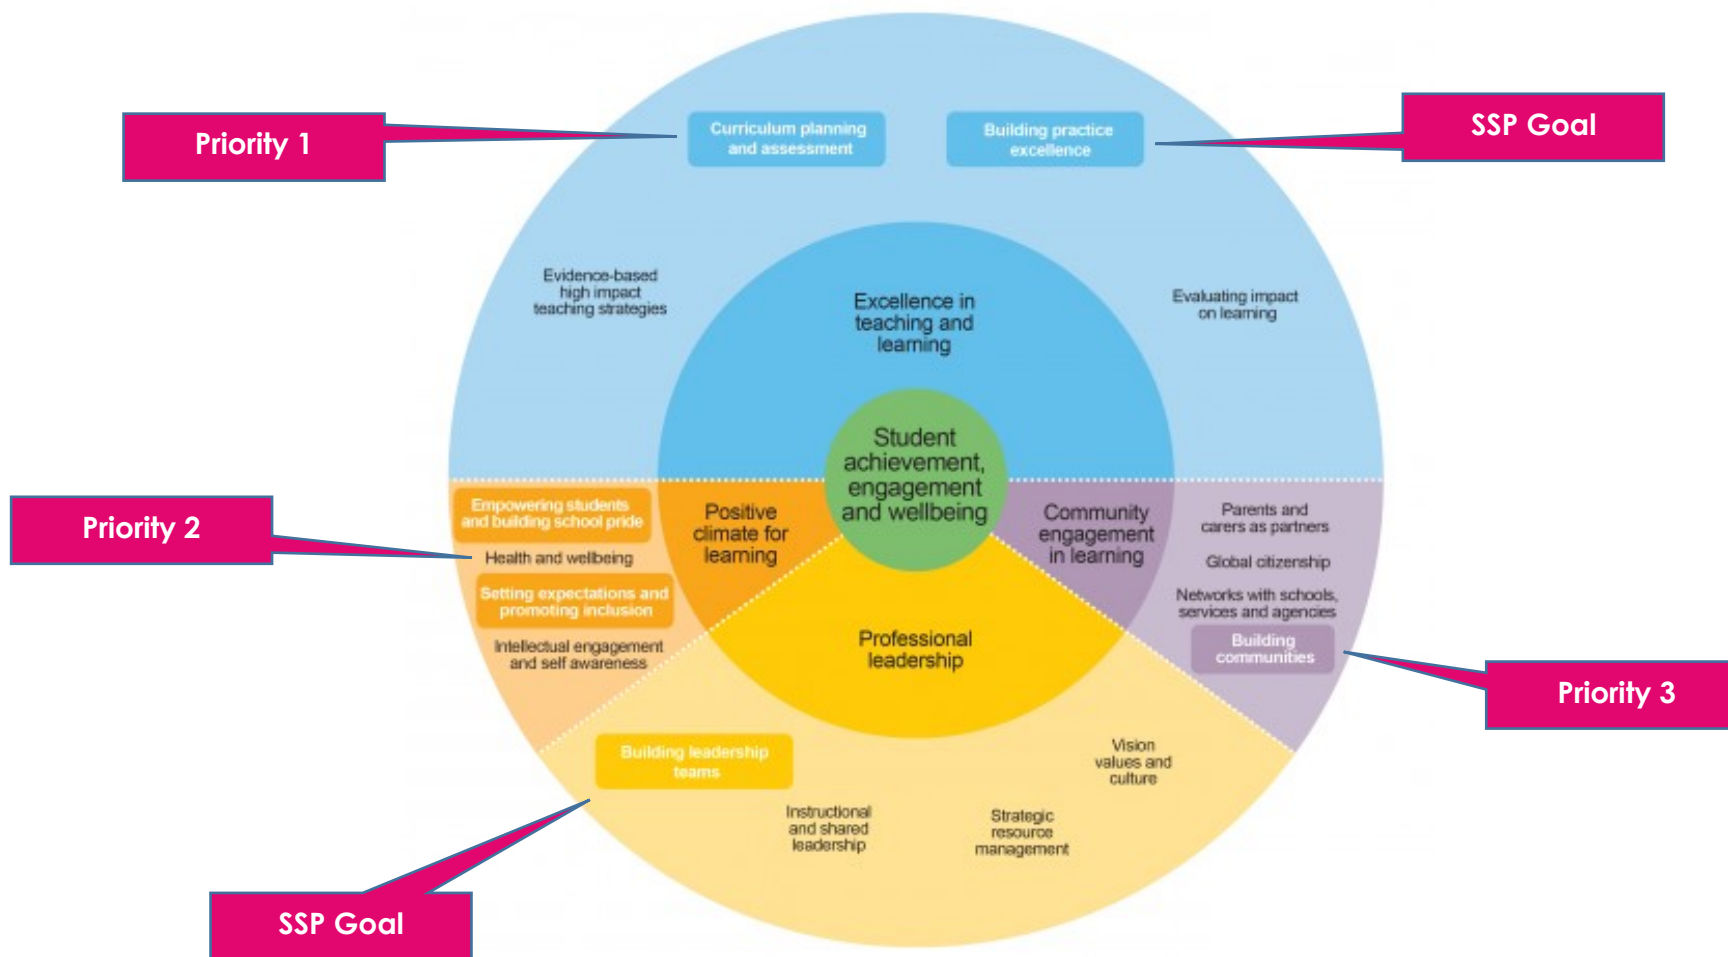 Priority 1
Curriculum planning
and assessment
Building practice
excellence
SSP Goal
Evidence-based
high impact
teaching strategies
Excellence in
teaching and
learning
Evaluating impact
on learning
Student
achievement,
engagement
and wellbeing
Priority 2
Empowering students
and building school pride
Health and wellbeing
Setting expectations and
promoting inclusion
Intellectual engagement
and self awareness
Positive
climate for
learning
Community
engagement
in learning
Parents and
carers as partners
Global citizenship
Networks with schools,
services and agencies
Building
communities
Priority 3
Professional
leadership
Building leadership
teams
Instructional
and shared
leadership
Strategic
resource
management
Vision
values and
culture
SSP Goal